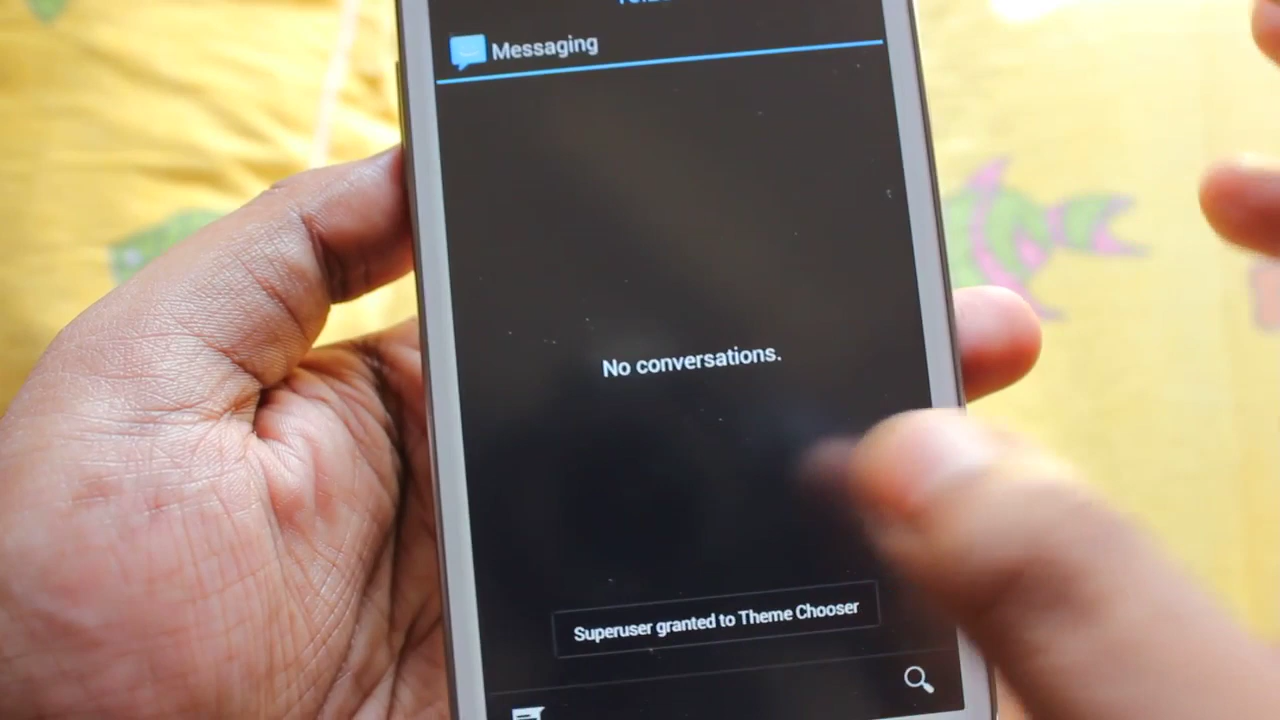 Messaging
No conversations.
Superuser granted to Theme Chooser